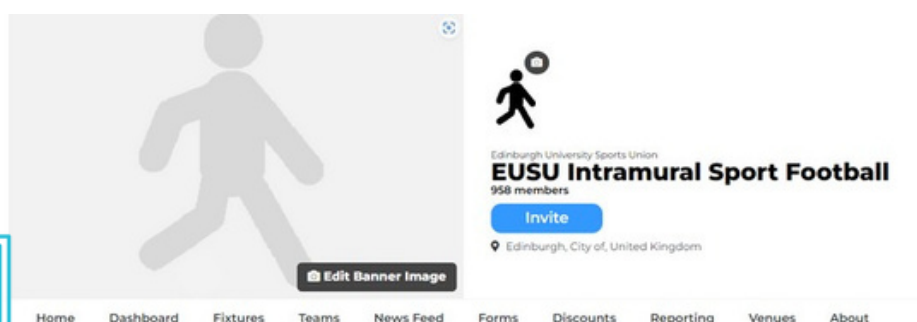 Edinburgh University Sports Union
EUSU Intramural Sport Football
958 members
Invite
Edinburgh, City of, United Kingdom
Edit Banner Image
Home Dashboard Fixtures Teams News Feed Forms Discounts Reporting Venues About